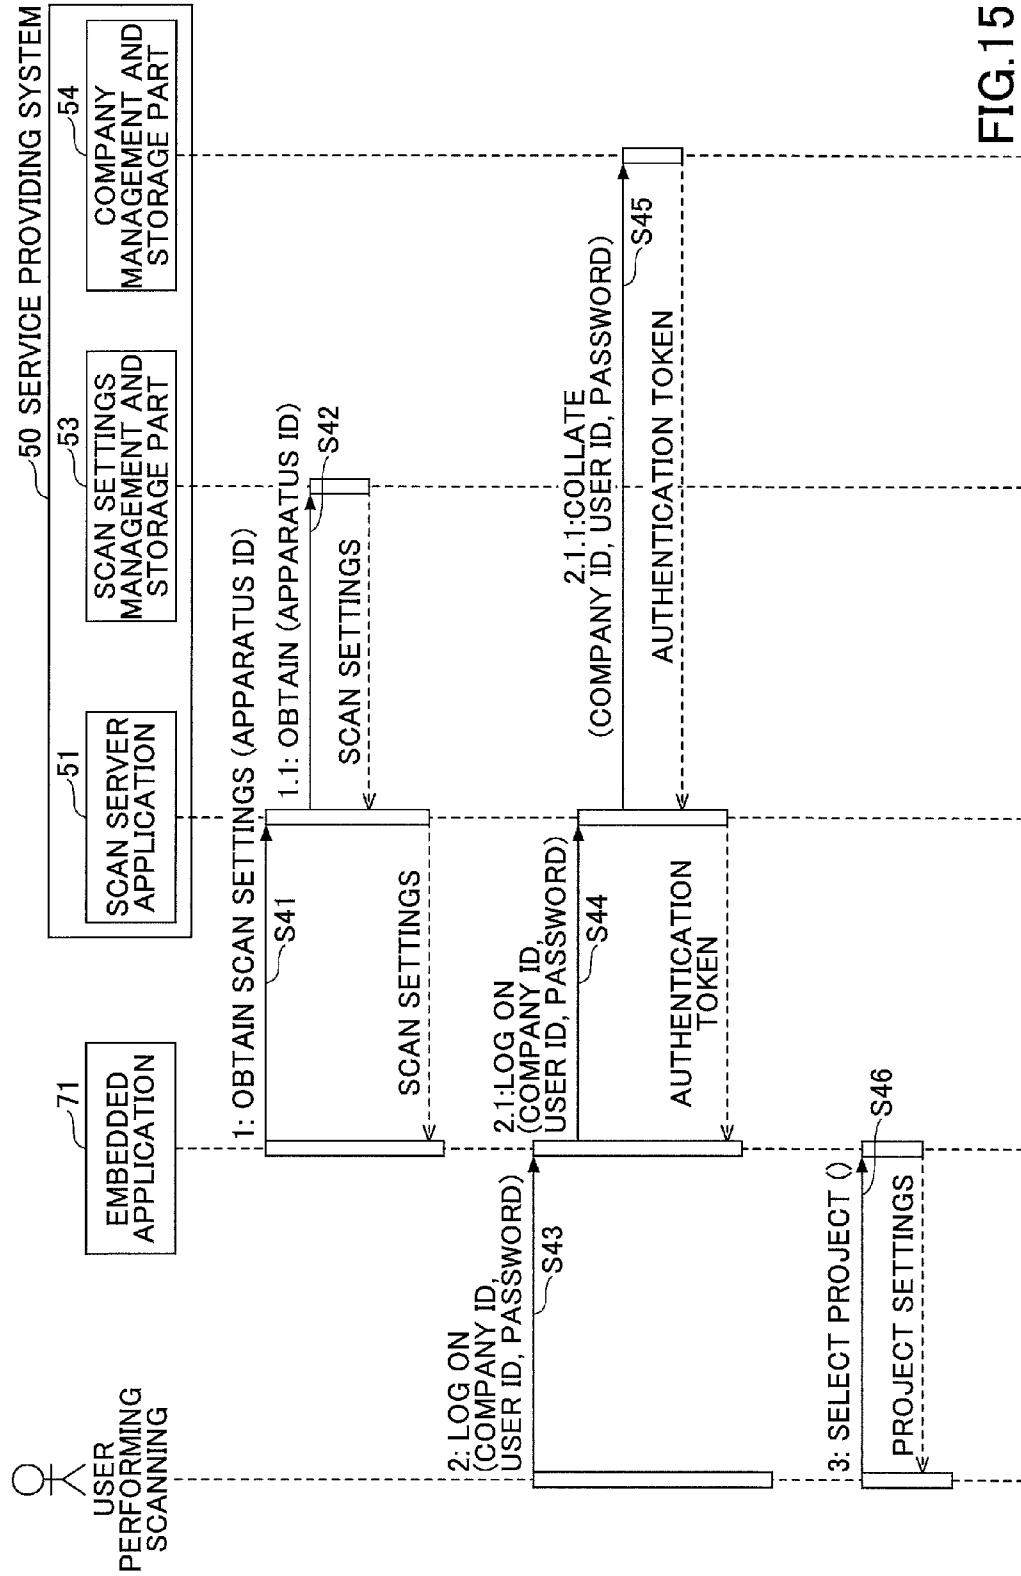 FIG.15
50 SERVICE PROVIDING SYSTEM
USER
PERFORMING
SCANNING
71
EMBEDDED
APPLICATION
51
SCAN SERVER
APPLICATION
53
SCAN SETTINGS
MANAGEMENT AND
STORAGE PART
54
COMPANY
MANAGEMENT AND
STORAGE PART
1: OBTAIN SCAN SETTINGS (APPARATUS ID)
S41
1.1: OBTAIN (APPARATUS ID)
S42
SCAN SETTINGS
SCAN SETTINGS
2: LOG ON
(COMPANY ID,
USER ID, PASSWORD)
S43
2.1:LOG ON
(COMPANY ID,
USER ID, PASSWORD)
S44
2.1.1:COLLATE
(COMPANY ID, USER ID, PASSWORD)
S45
AUTHENTICATION TOKEN
AUTHENTICATION
TOKEN
3: SELECT PROJECT ()
S46
PROJECT SETTINGS